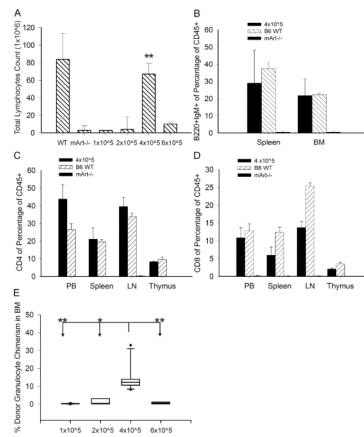 A
Total Lymphocytes Count (1x10^6)
120
100
80
60
40
20
0
**
WT mArt-/- 1x10^5 2x10^5 4x10^5 6x10^5
B
B220+IgM+ of Percentage of CD45+
60
50
40
30
20
10
0
4x10^5
B6 WT
mArt-/-
Spleen BM
C
CD4 of Percentage of CD45+
60
50
40
30
20
10
0
4x10^5
B6 WT
mArt-/-
PB Spleen LN Thymus
D
CD8 of Percentage of CD45+
30
25
20
15
10
5
0
4 x10^5
B6 WT
mArt-/-
PB Spleen LN Thymus
E
% Donor Granulocyte Chimerism in BM
50
40
30
20
10
0
** * **
1x10^5 2x10^5 4x10^5 6x10^5